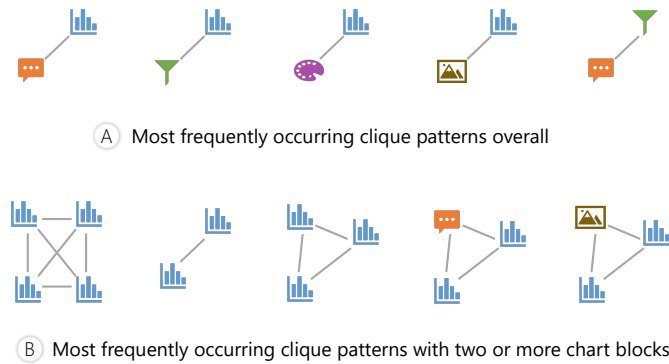 A Most frequently occurring clique patterns overall
B Most frequently occurring clique patterns with two or more chart blocks